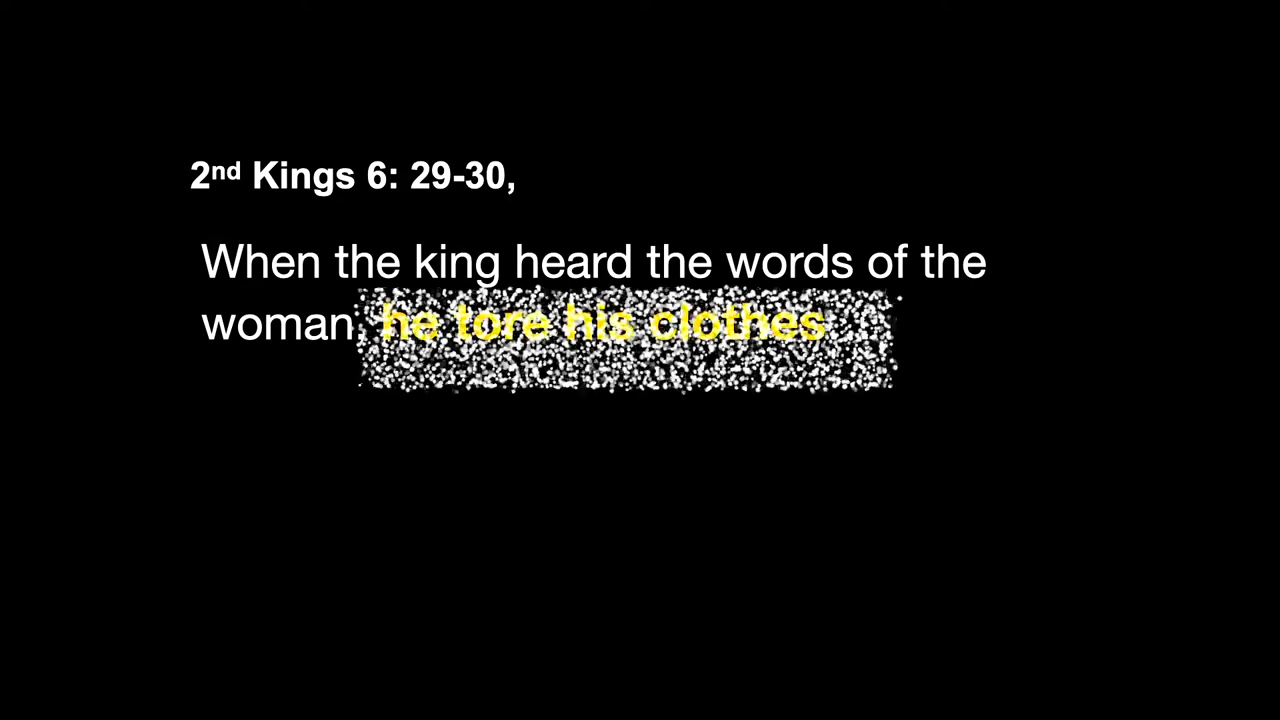 2nd Kings 6: 29-30,
When the king heard the words of the
woman, he tore his clothes